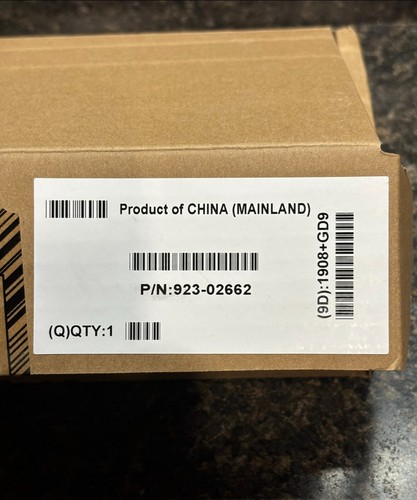 Product of CHINA (MAINLAND)
P/N:923-02662
(Q)QTY:1
(9D):1908+GD9